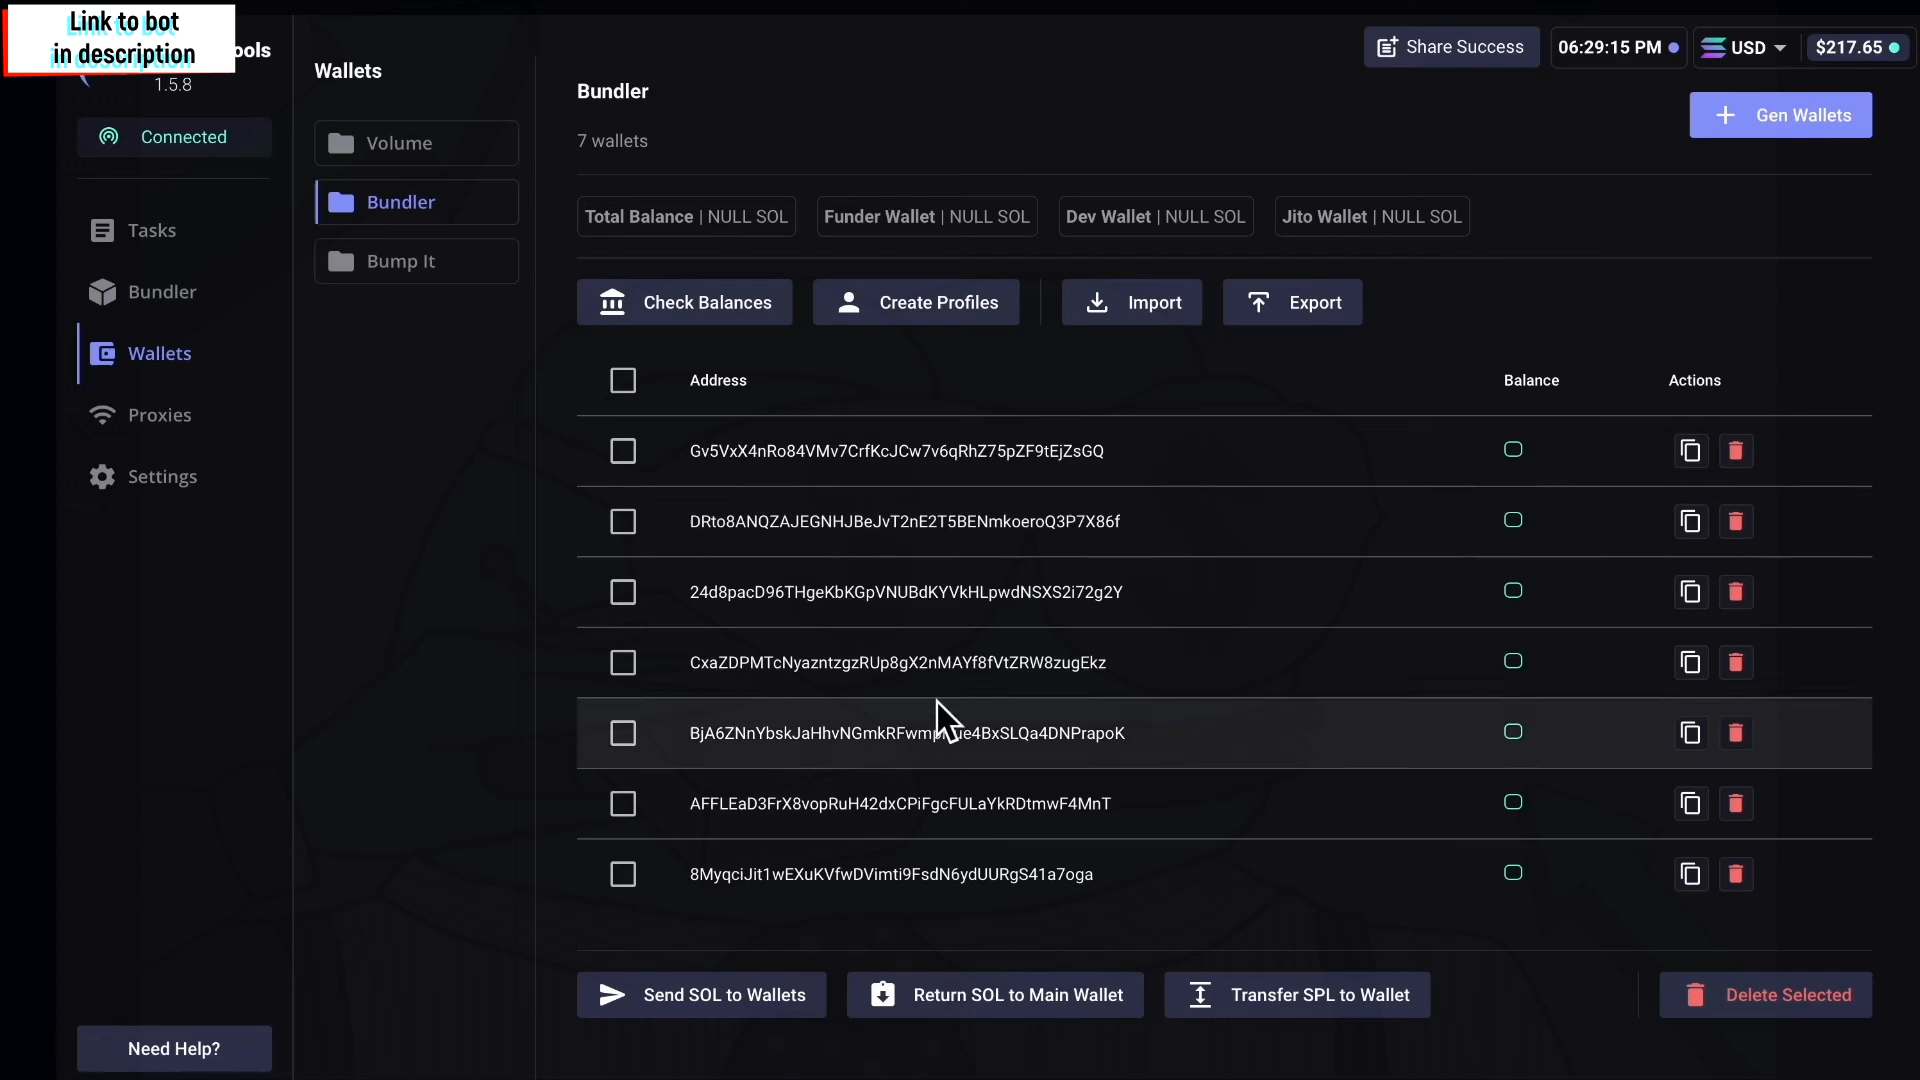 Link to bot
in description
ools
1.5.8
Connected
Tasks
Bundler
Wallets
Proxies
Settings
Need Help?
Wallets
Volume
Bundler
Bump It
Share Success
06:29:15 PM
USD
$217.65
Bundler
7 wallets
Gen Wallets
Total Balance | NULL SOL
Funder Wallet | NULL SOL
Dev Wallet | NULL SOL
Jito Wallet | NULL SOL
Check Balances
Create Profiles
Import
Export
Address
Balance
Actions
Gv5VxX4nRo84VMv7CrfKcJCw7v6qRhZ75pZF9tEjZsGQ
DRto8ANQZAJEGNHJBeJvT2nE2T5BENmkoeroQ3P7X86f
24d8pacD96THgeKbKGpVNUBdKYVkHLpwdNSXS2i72g2Y
CxaZDPMTcNyazntzgzRUp8gX2nMAYf8fVtZRW8zugEkz
AFFLEaD3FrX8vopRuH42dxCPiFgcFULaYkRDtmwF4MnT
8MyqciJit1wEXuKVfwDVimti9FsdN6ydUURgS41a7oga
Send SOL to Wallets
Return SOL to Main Wallet
Transfer SPL to Wallet
Delete Selected